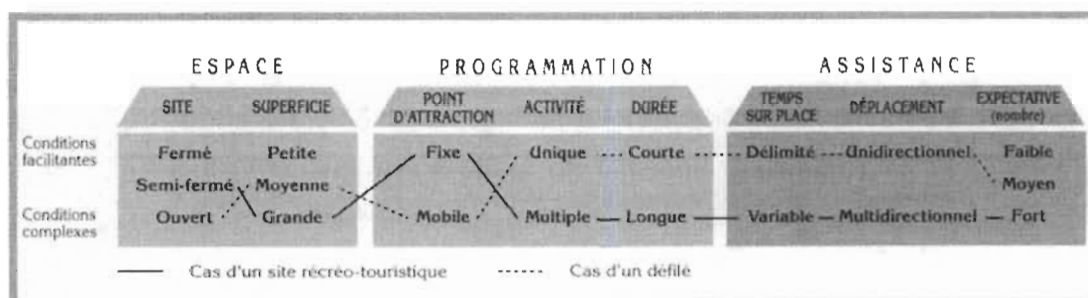 ESPACE PROGRAMMATION ASSISTANCE
SITE SUPERFICIE POINT D'ATTRACTION ACTIVITÉ DURÉE TEMPS SUR PLACE DÉPLACEMENT EXPECTATIVE (nombre)
Conditions facilitantes Fermé Petite Fixe Unique Courte Délimité Unidirectionnel Faible
Semi-fermé Moyenne Moyen
Conditions complexes Ouvert Grande Mobile Multiple Longue Variable Multidirectionnel Fort
Cas d'un site récréo-touristique Cas d'un défilé